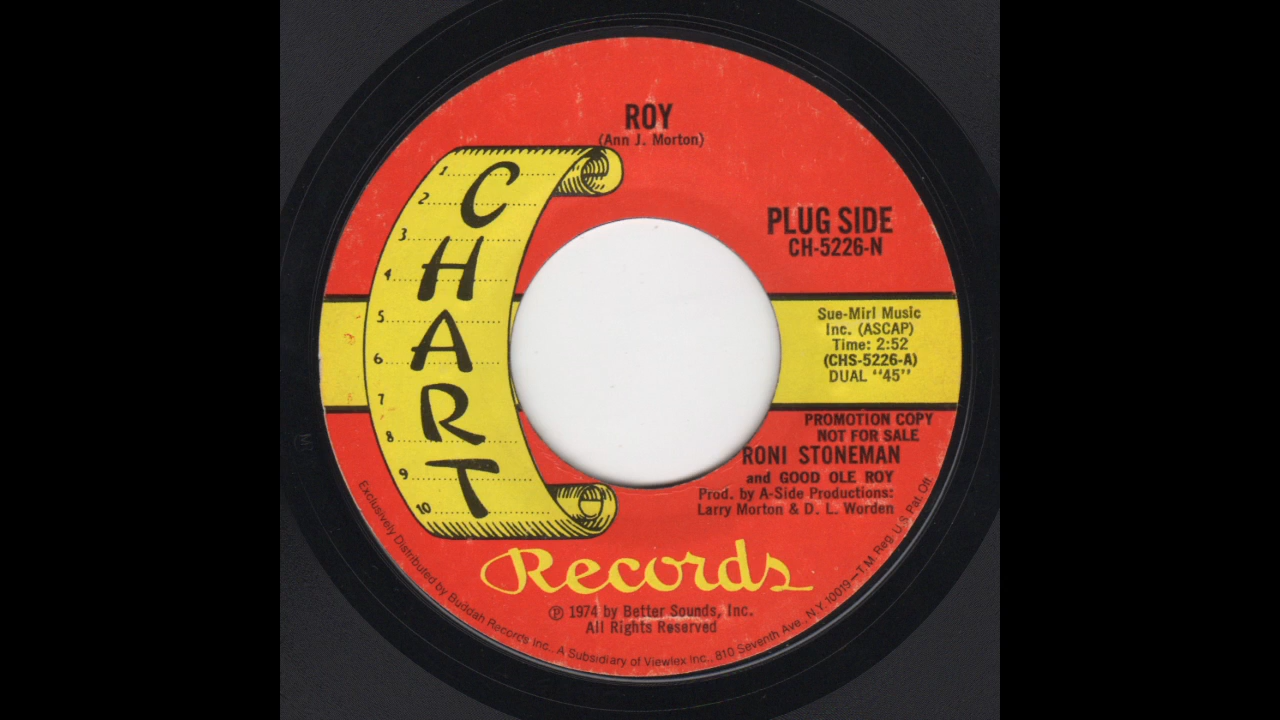 ROY
(Ann J. Morton)
CHART
1
2
3
4
5
6
7
8
9
10
PLUG SIDE
CH-5226-N
Sue-Mirl Music
Inc. (ASCAP)
Time: 2:52
(CHS-5226-A)
DUAL "45"
PROMOTION COPY
NOT FOR SALE
RONI STONEMAN
and GOOD OLE ROY
Prod. by A-Side Productions:
Larry Morton & D. L. Worden
Records
℗ 1974 by Better Sounds, Inc.
All Rights Reserved
Exclusively Distributed by Buddah Records Inc., A Subsidiary of Viewlex Inc., 810 Seventh Ave., N.Y. 10019—T.M. Reg. U.S. Pat. Off.